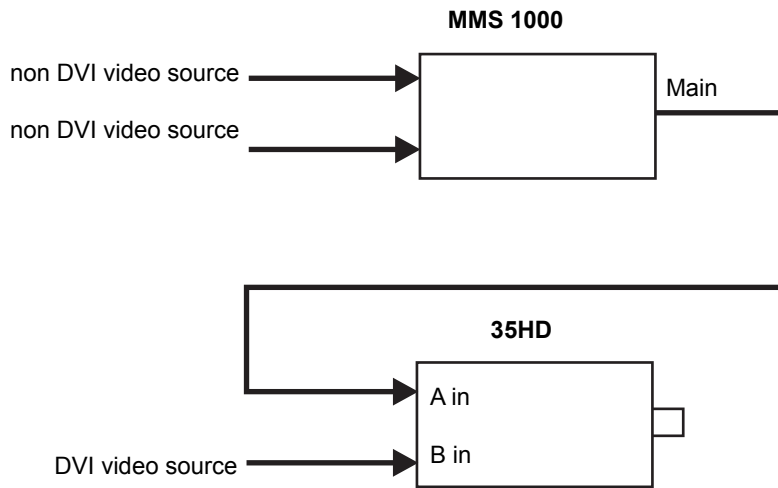 MMS 1000
non DVI video source
Main
non DVI video source
35HD
A in
B in
DVI video source